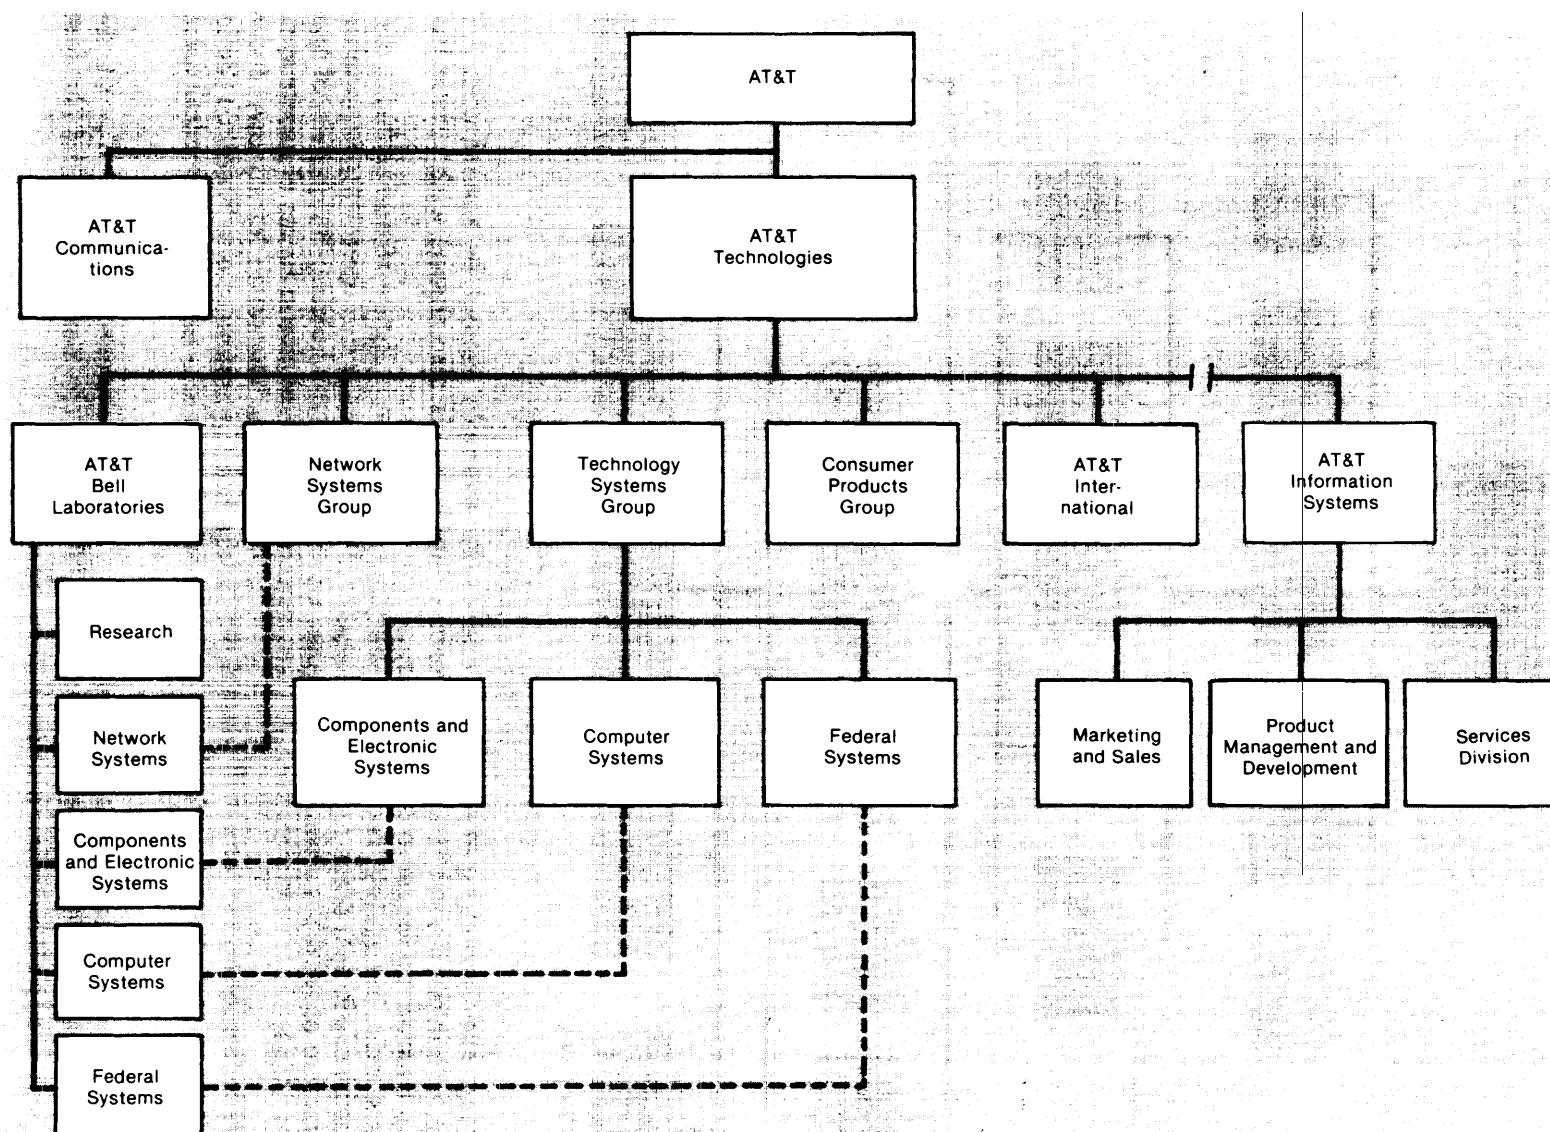 AT&T
AT&T
Communica-
tions
AT&T
Technologies
AT&T
Bell
Laboratories
Network
Systems
Group
Technology
Systems
Group
Consumer
Products
Group
AT&T
Inter-
national
AT&T
Information
Systems
Research
Network
Systems
Components
and Electronic
Systems
Computer
Systems
Federal
Systems
Components and
Electronic
Systems
Computer
Systems
Federal
Systems
Marketing
and Sales
Product
Management and
Development
Services
Division